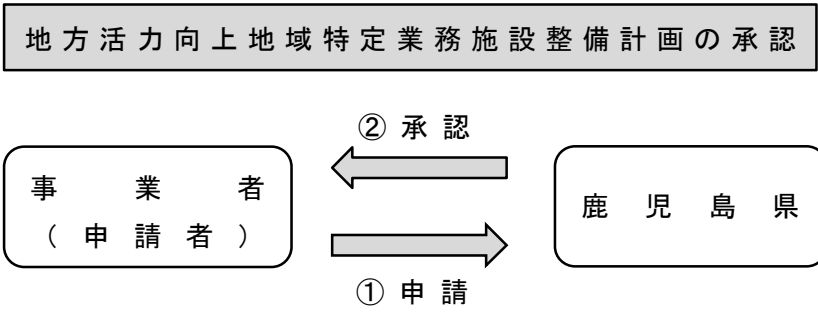 地方活力向上地域特定業務施設整備計画の承認
② 承認
事業者
（申請者）
鹿児島県
① 申請